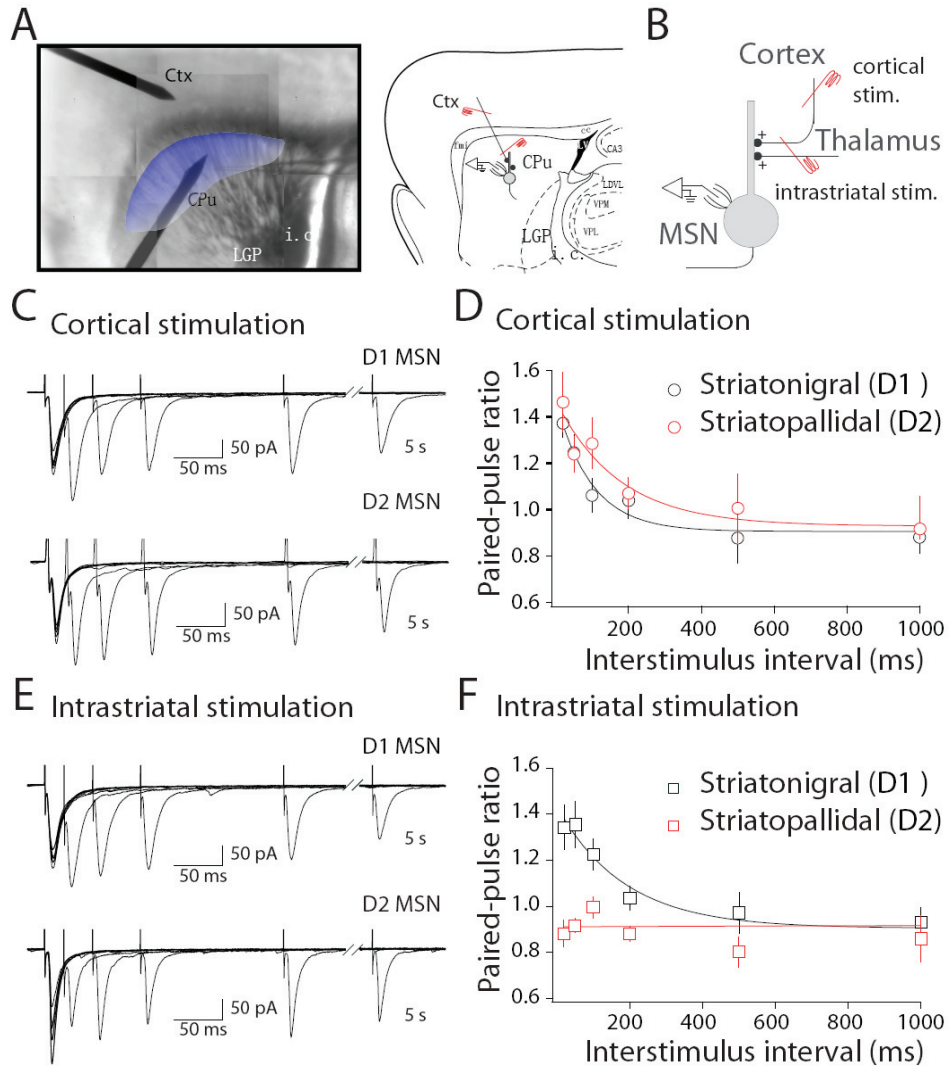 A
Ctx
CPu
LGP
i.c.
Ctx
fmi
CPu
cc
LV
CA3
LDVL
VPM
VPL
LGP
i.c.
B
Cortex
cortical
stim.
+
Thalamus
+
intrastriatal stim.
MSN
C Cortical stimulation
D1 MSN
50 pA
50 ms
5 s
D2 MSN
50 pA
50 ms
5 s
D Cortical stimulation
Striatonigral (D1 )
Striatopallidal (D2)
Paired-pulse ratio
1.6
1.4
1.2
1.0
0.8
0.6
200 400 600 800 1000
Interstimulus interval (ms)
E Intrastriatal stimulation
D1 MSN
50 pA
50 ms
5 s
D2 MSN
50 pA
50 ms
5 s
F Intrastriatal stimulation
Striatonigral (D1 )
Striatopallidal (D2)
Paired-pulse ratio
1.6
1.4
1.2
1.0
0.8
0.6
200 400 600 800 1000
Interstimulus interval (ms)